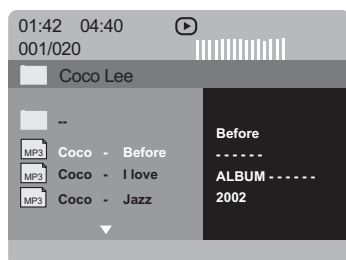 01:42 04:40
001/020
Coco Lee
--
MP3 Coco - Before
MP3 Coco - I love
MP3 Coco - Jazz
Before
- - - - - -
ALBUM - - - - - -
2002